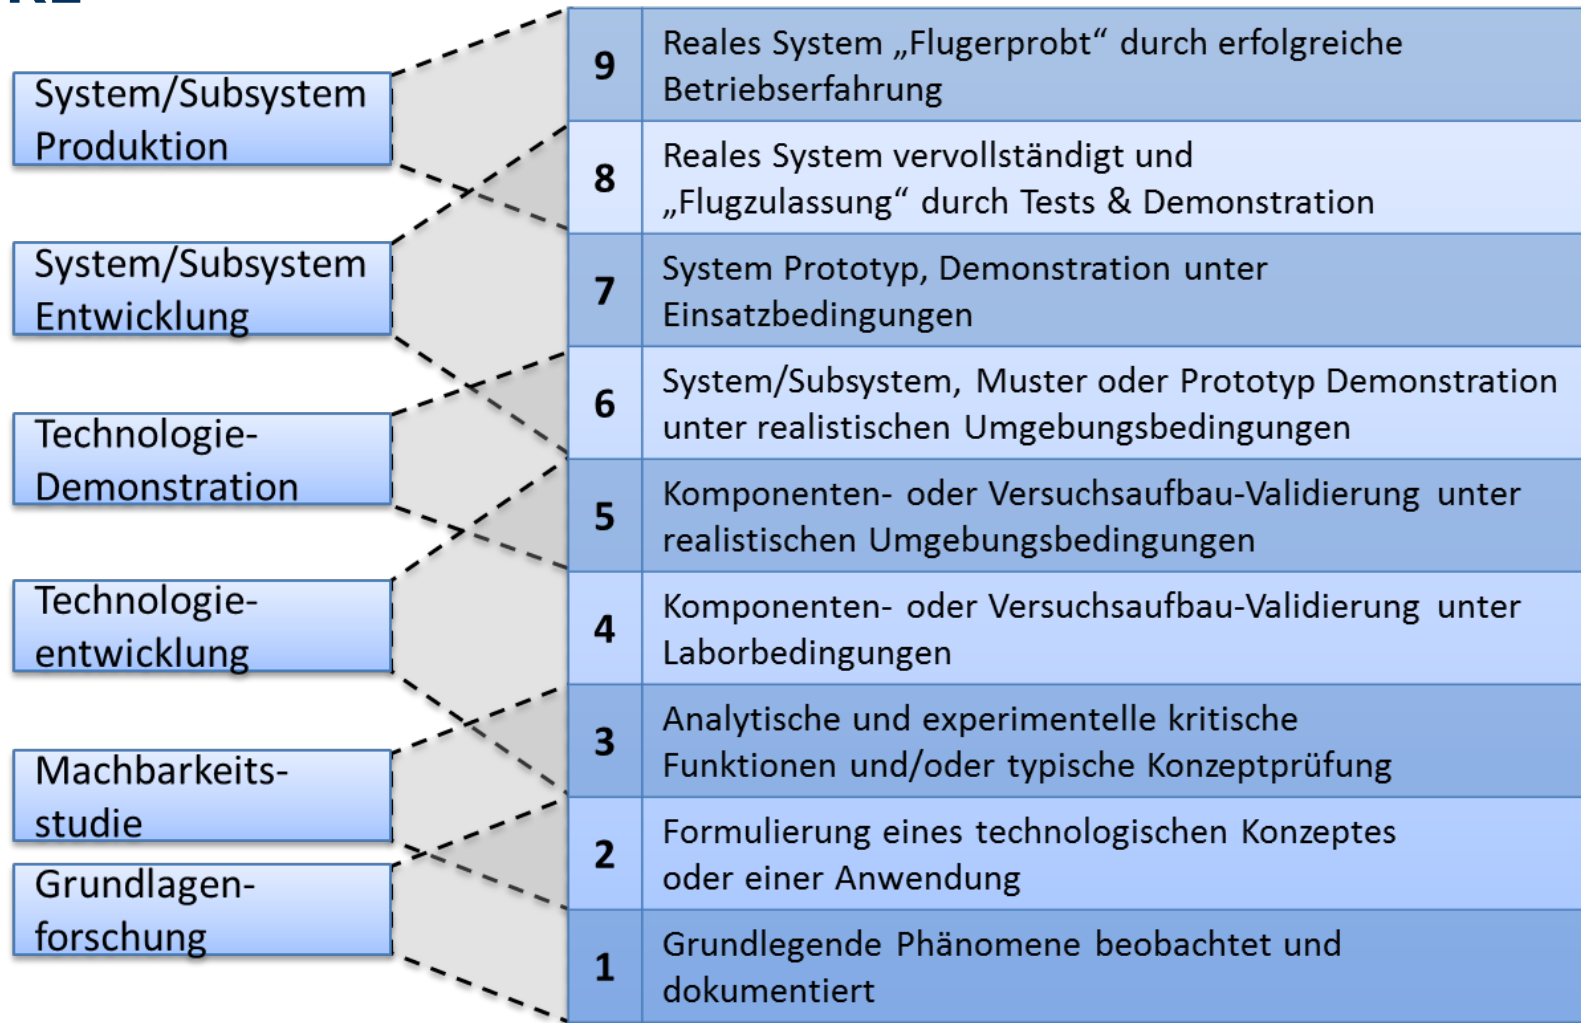 System/Subsystem
Produktion
System/Subsystem
Entwicklung
Technologie-
Demonstration
Technologie-
entwicklung
Machbarkeits-
studie
Grundlagen-
forschung
9
Reales System „Flugerprobt“ durch erfolgreiche
Betriebserfahrung
8
Reales System vervollständigt und
„Flugzulassung“ durch Tests & Demonstration
7
System Prototyp, Demonstration unter
Einsatzbedingungen
6
System/Subsystem, Muster oder Prototyp Demonstration
unter realistischen Umgebungsbedingungen
5
Komponenten- oder Versuchsaufbau-Validierung unter
realistischen Umgebungsbedingungen
4
Komponenten- oder Versuchsaufbau-Validierung unter
Laborbedingungen
3
Analytische und experimentelle kritische
Funktionen und/oder typische Konzeptprüfung
2
Formulierung eines technologischen Konzeptes
oder einer Anwendung
1
Grundlegende Phänomene beobachtet und
dokumentiert